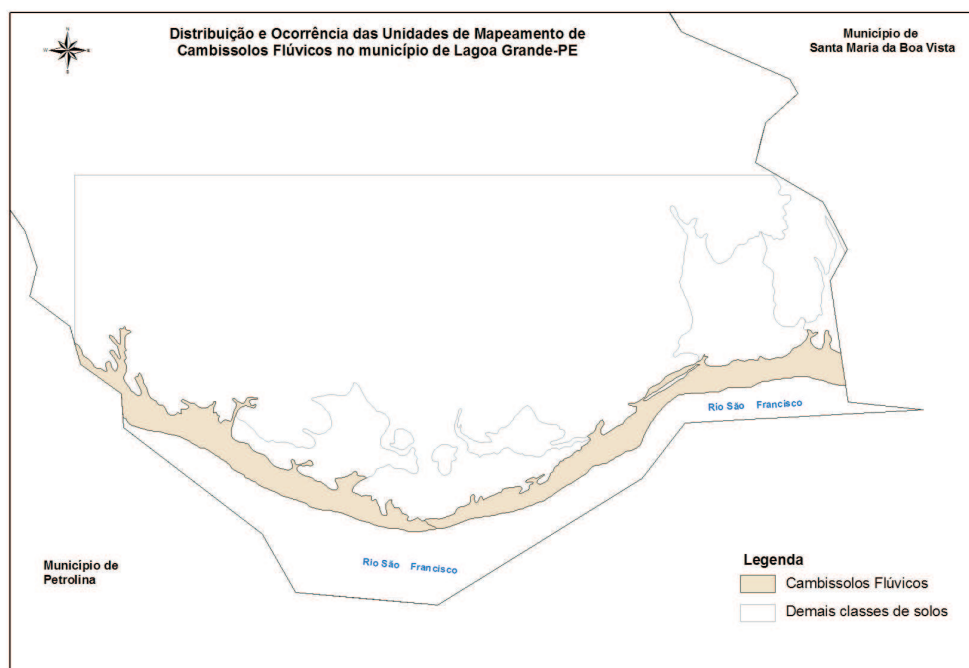 Distribuição e Ocorrência das Unidades de Mapeamento de
Cambissolos Flúvicos no município de Lagoa Grande-PE
Município de
Santa Maria da Boa Vista
N
W
E
S
Rio São Francisco
Rio São Francisco
Município de
Petrolina
Legenda
Cambissolos Flúvicos
Demais classes de solos